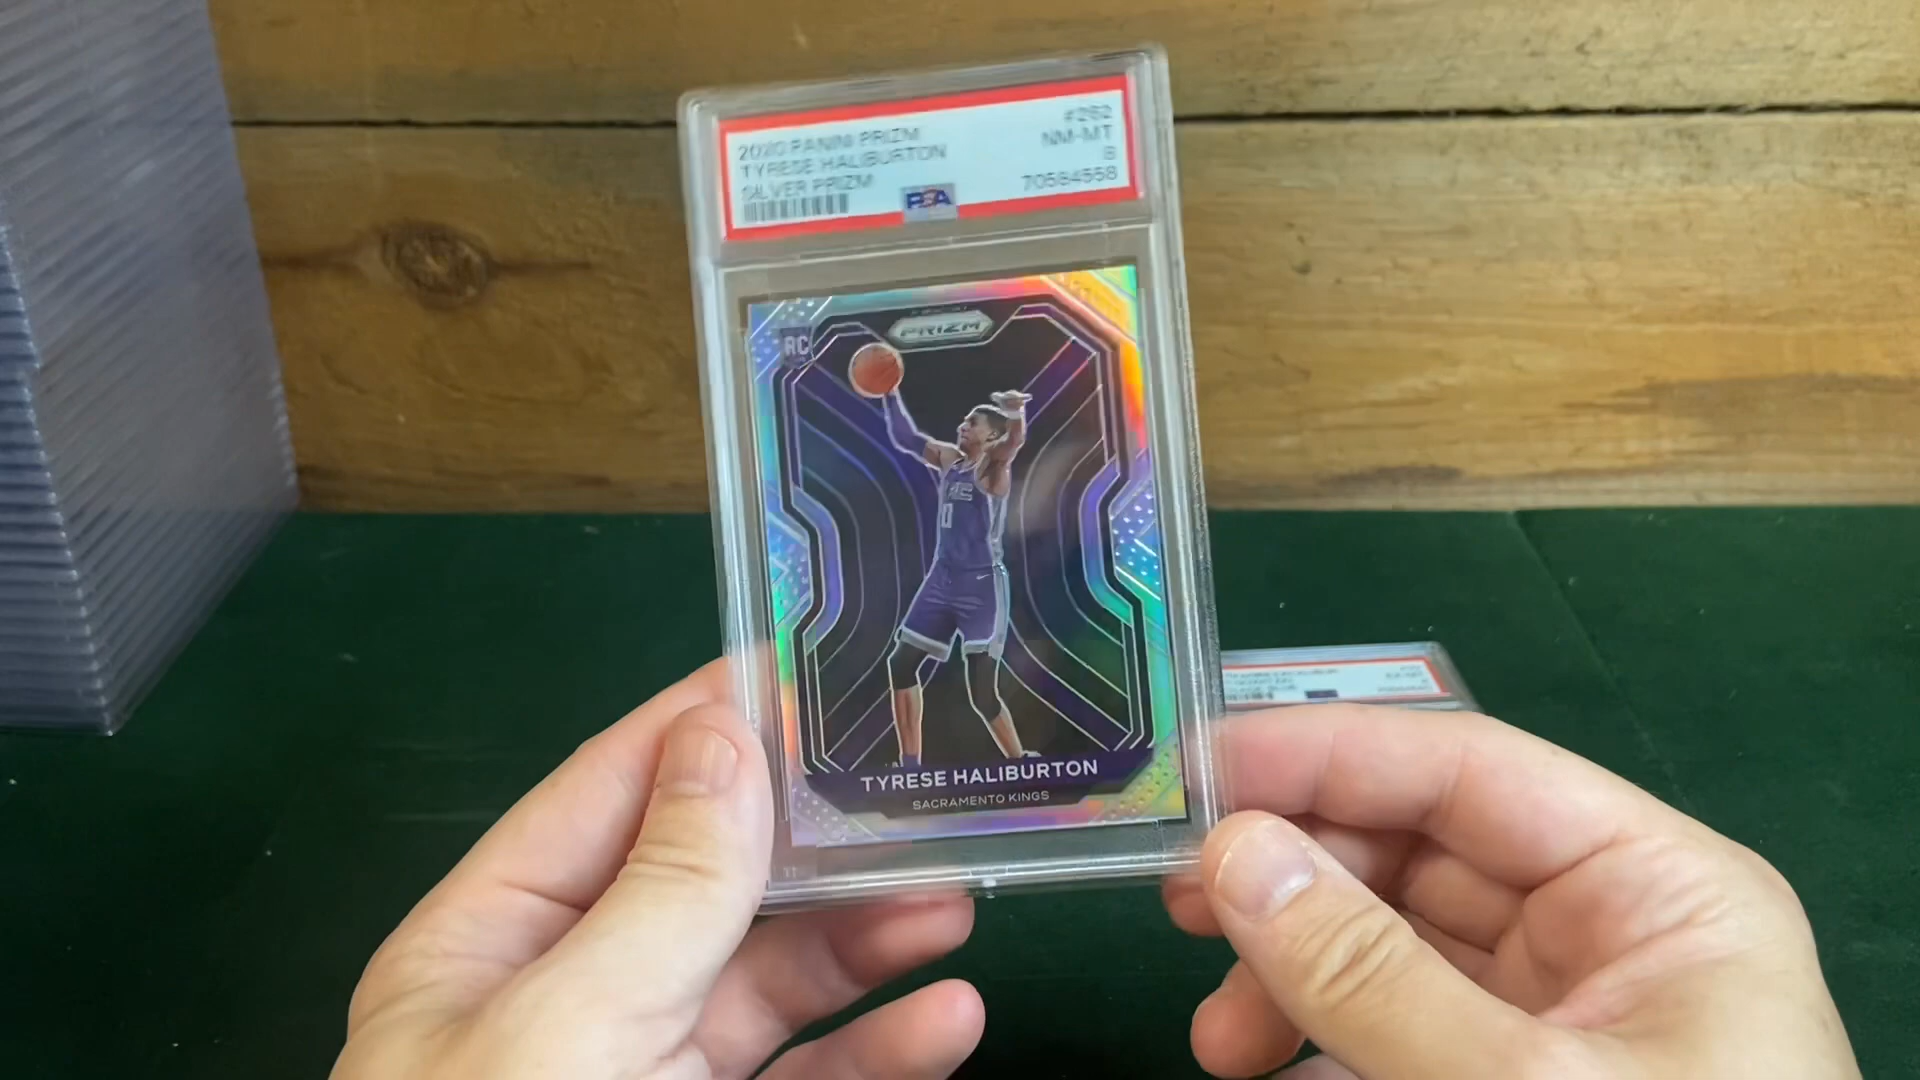 2020 PANINI PRIZM
TYRESE HALIBURTON
SILVER PRIZM
#262
NM-MT
8
70584558
PSA
PRIZM
RC
TYRESE HALIBURTON
SACRAMENTO KINGS